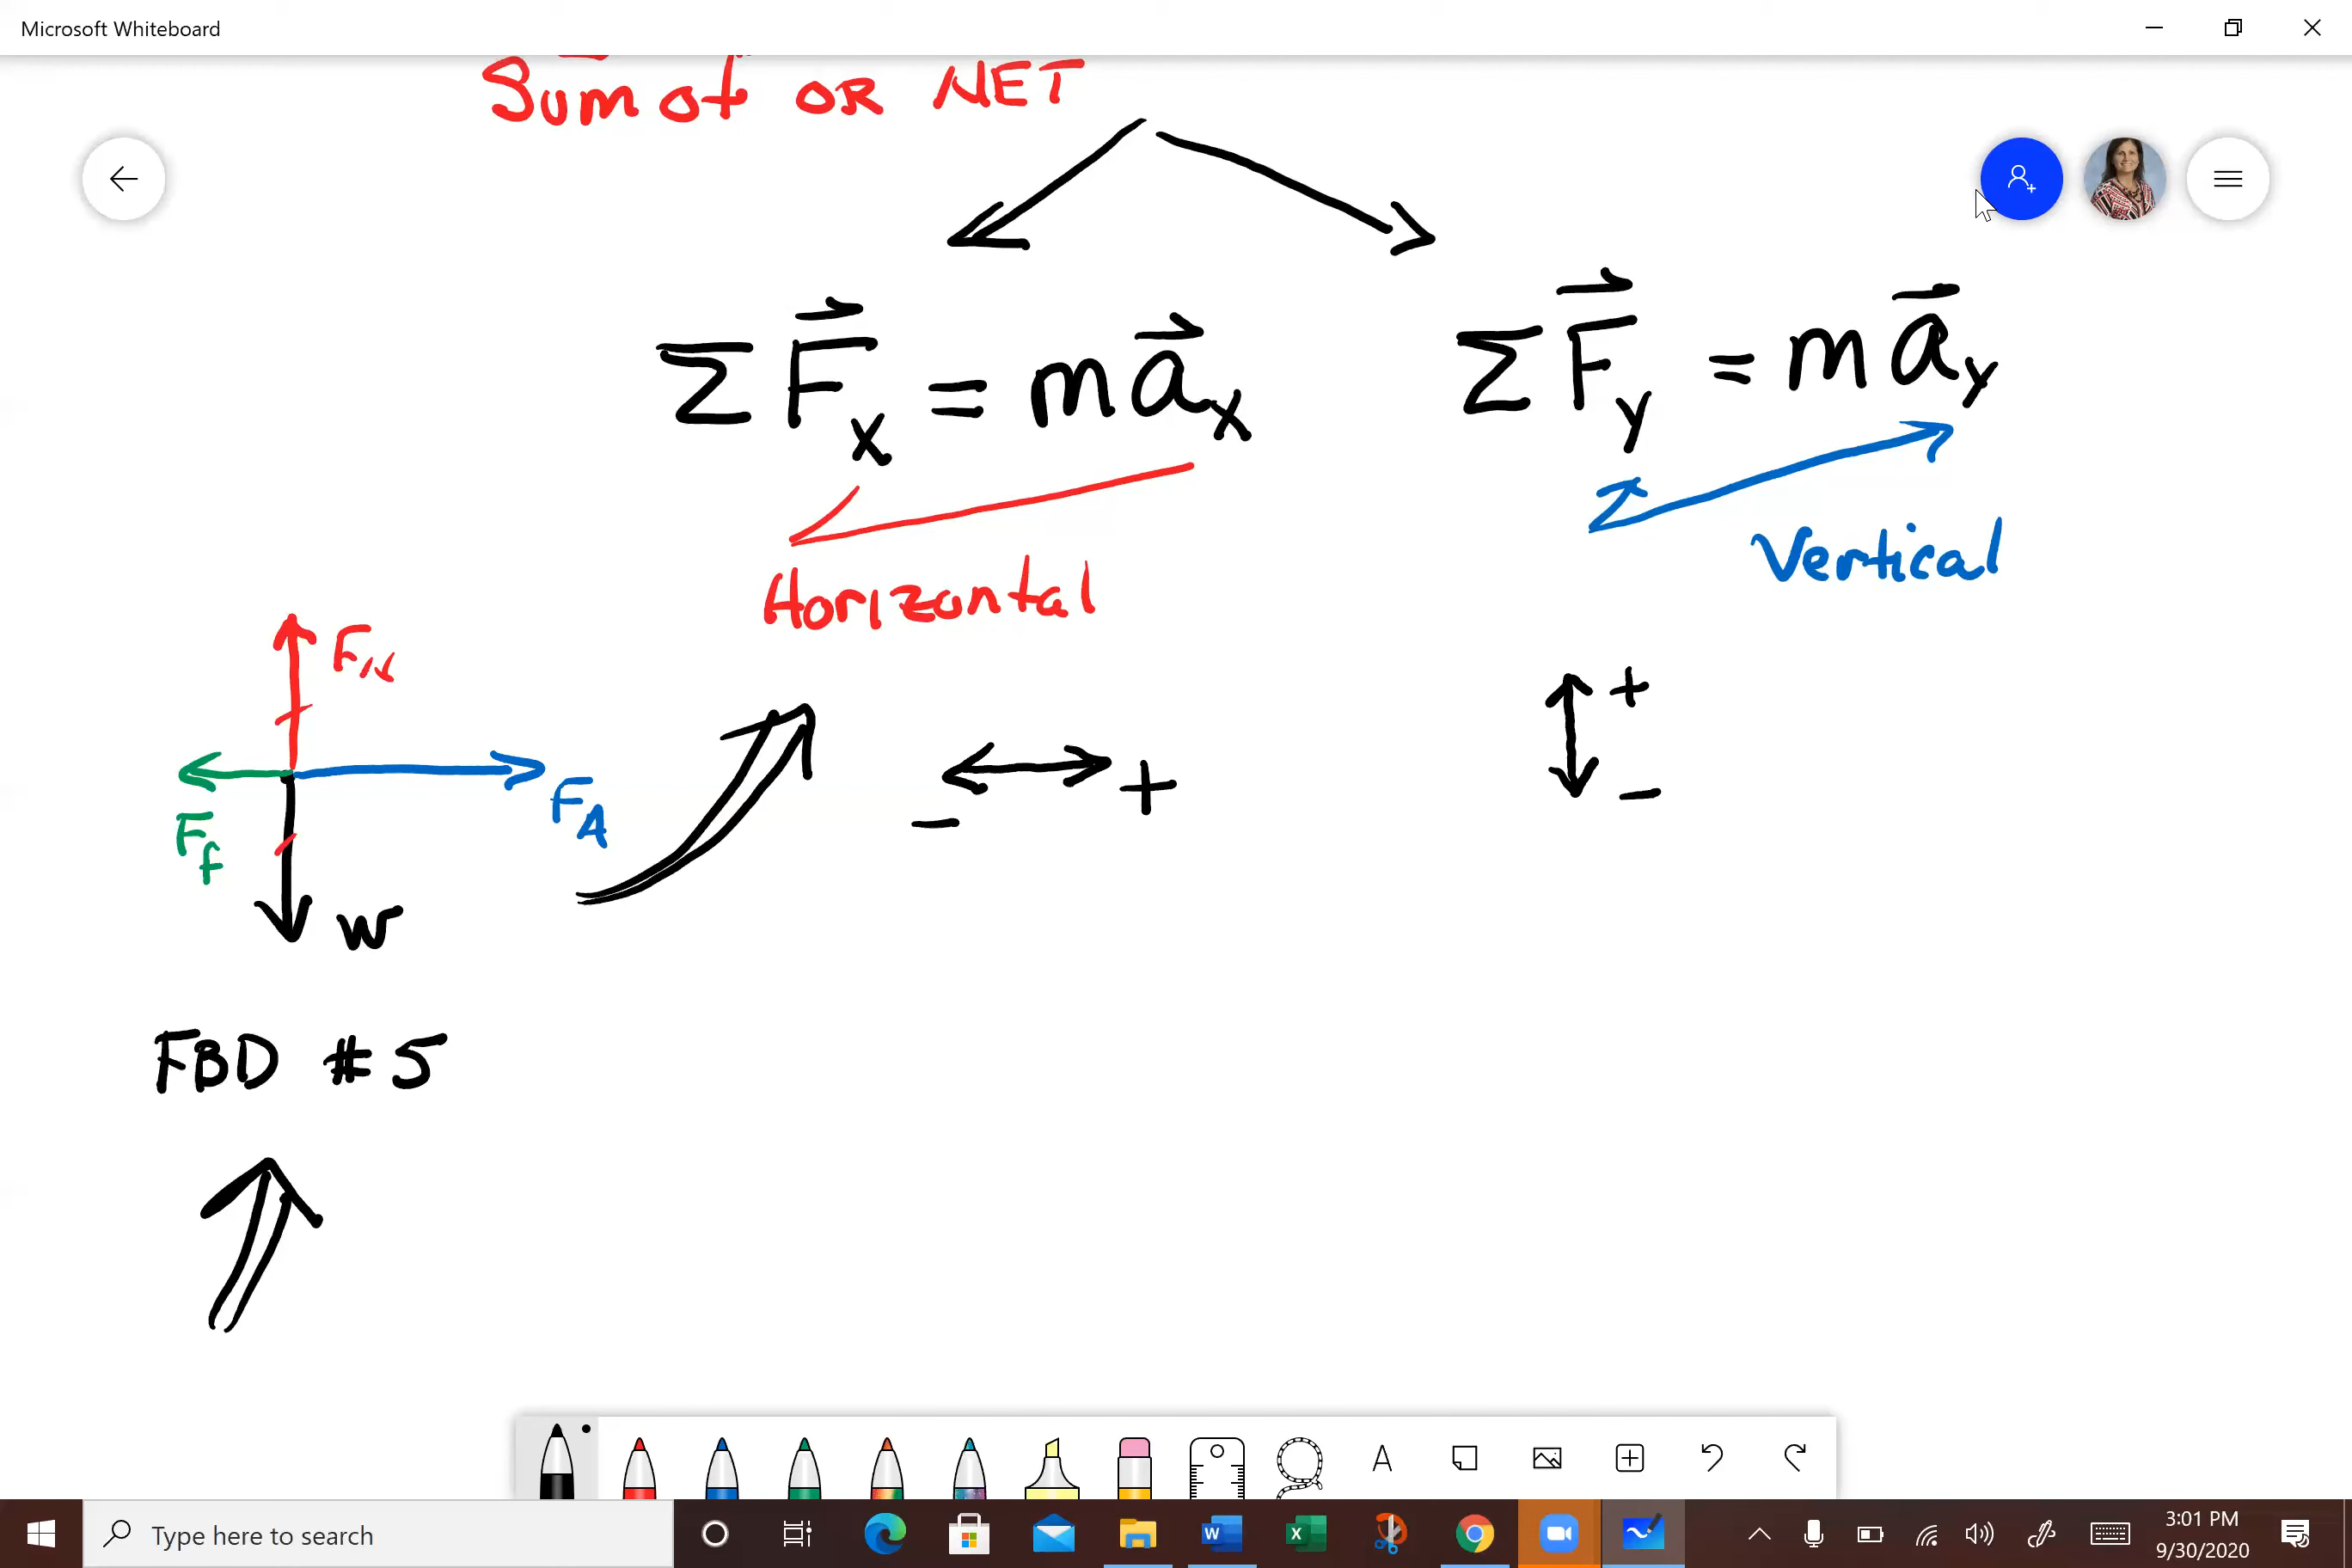 Microsoft Whiteboard
Sum of OR NET
ΣF⃗x = ma⃗x
ΣF⃗y = ma⃗y
Horizontal
Vertical
FN
+
Ff
FA
- +
-
W
FBD # 5
A
Type here to search
3:01 PM
9/30/2020